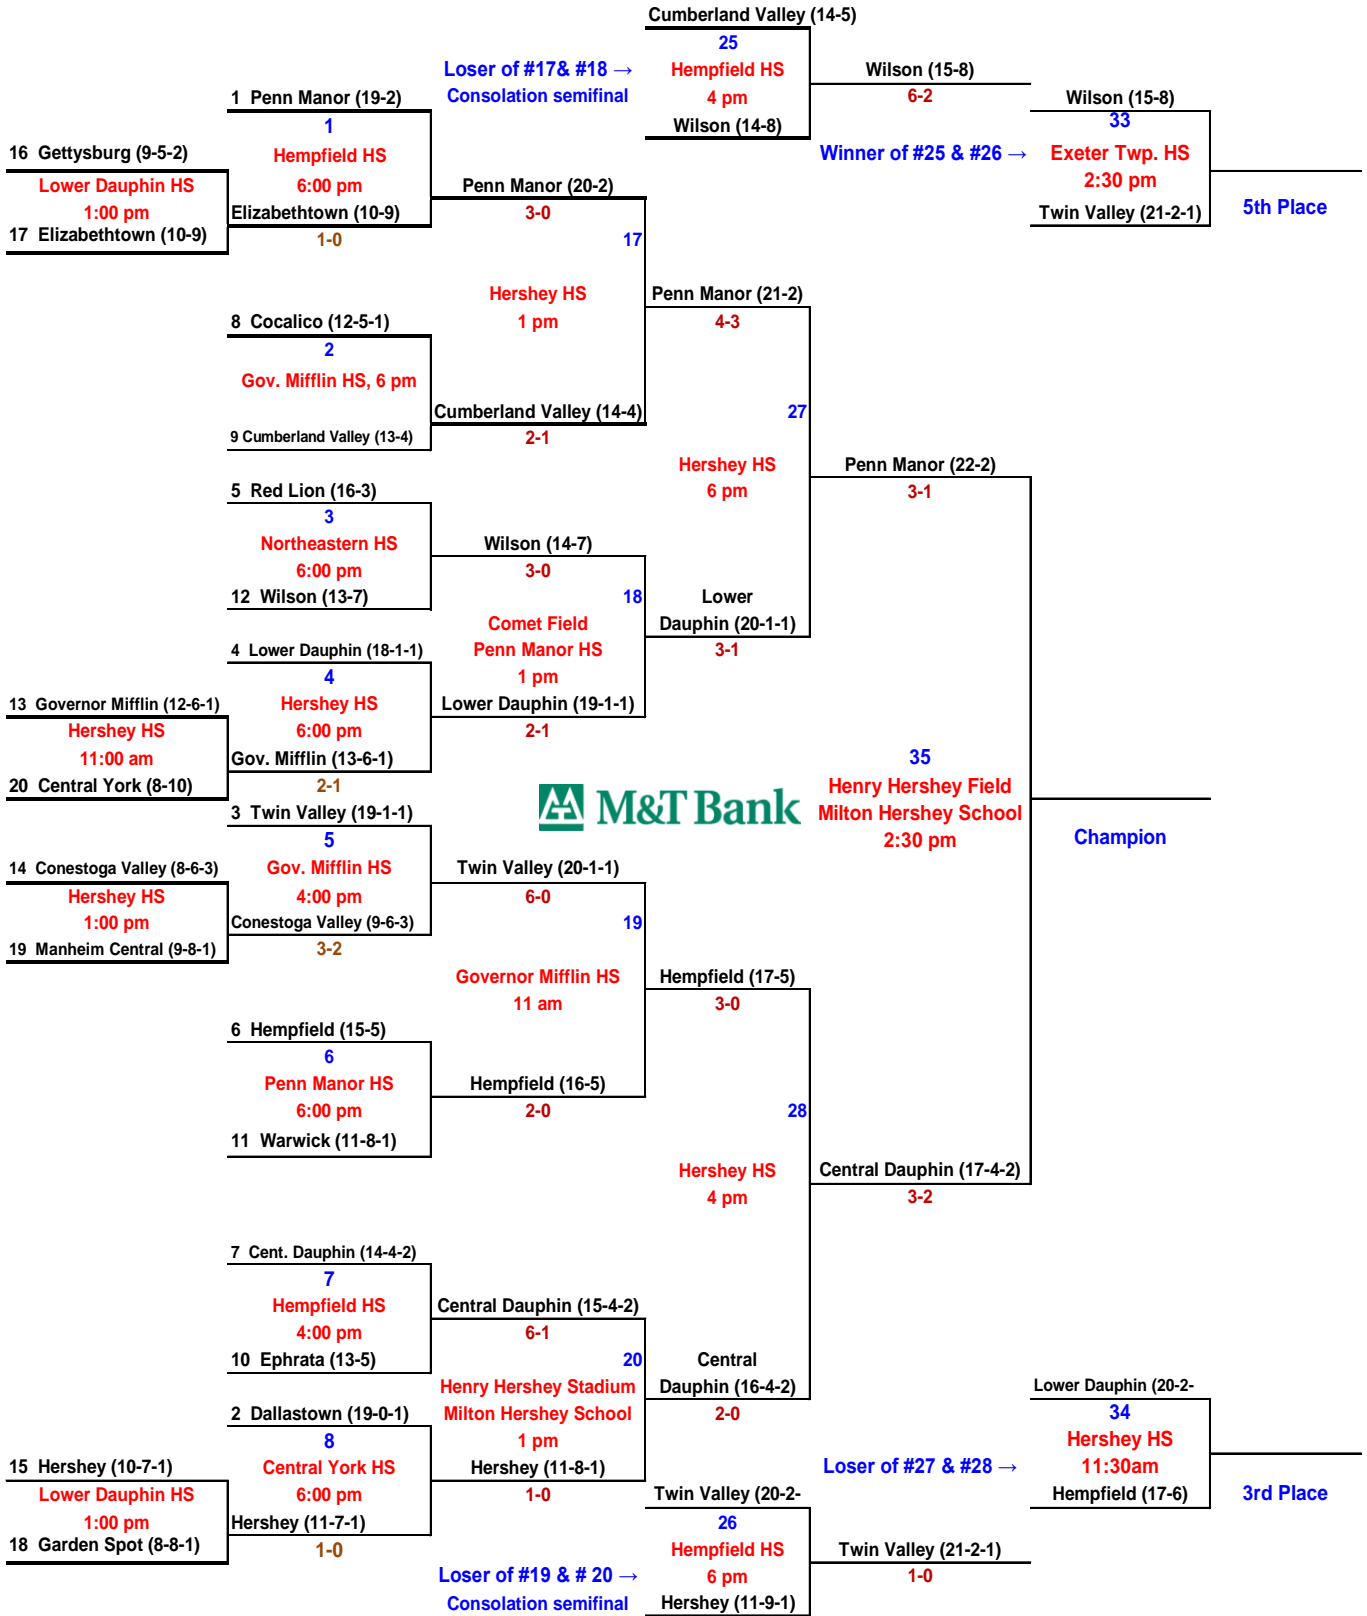 Cumberland Valley (14-5)
25
Loser of #17& #18 →
Hempfield HS
Wilson (15-8)
Consolation semifinal
4 pm
6-2
1 Penn Manor (19-2)
Wilson (15-8)
1
Wilson (14-8)
33
16 Gettysburg (9-5-2)
Hempfield HS
Winner of #25 & #26 →
Exeter Twp. HS
Lower Dauphin HS
6:00 pm
Penn Manor (20-2)
2:30 pm
1:00 pm
Elizabethtown (10-9)
3-0
Twin Valley (21-2-1)
5th Place
17 Elizabethtown (10-9)
1-0
17
Hershey HS
Penn Manor (21-2)
8 Cocalico (12-5-1)
1 pm
4-3
2
Gov. Mifflin HS, 6 pm
Cumberland Valley (14-4)
27
9 Cumberland Valley (13-4)
2-1
Hershey HS
Penn Manor (22-2)
5 Red Lion (16-3)
6 pm
3-1
3
Northeastern HS
Wilson (14-7)
6:00 pm
3-0
12 Wilson (13-7)
18
Lower
Comet Field
Dauphin (20-1-1)
4 Lower Dauphin (18-1-1)
Penn Manor HS
3-1
4
1 pm
13 Governor Mifflin (12-6-1)
Hershey HS
Lower Dauphin (19-1-1)
Hershey HS
6:00 pm
2-1
11:00 am
Gov. Mifflin (13-6-1)
35
20 Central York (8-10)
2-1
Henry Hershey Field
M&T Bank
3 Twin Valley (19-1-1)
Milton Hershey School
5
2:30 pm
Champion
14 Conestoga Valley (8-6-3)
Gov. Mifflin HS
Twin Valley (20-1-1)
Hershey HS
4:00 pm
6-0
1:00 pm
Conestoga Valley (9-6-3)
19
19 Manheim Central (9-8-1)
3-2
Governor Mifflin HS
Hempfield (17-5)
11 am
3-0
6 Hempfield (15-5)
6
Penn Manor HS
Hempfield (16-5)
6:00 pm
2-0
28
11 Warwick (11-8-1)
Hershey HS
Central Dauphin (17-4-2)
4 pm
3-2
7 Cent. Dauphin (14-4-2)
7
Hempfield HS
Central Dauphin (15-4-2)
4:00 pm
6-1
10 Ephrata (13-5)
20
Central
Henry Hershey Stadium
Dauphin (16-4-2)
Lower Dauphin (20-2-
2 Dallastown (19-0-1)
Milton Hershey School
2-0
34
8
1 pm
Hershey HS
15 Hershey (10-7-1)
Central York HS
Hershey (11-8-1)
Loser of #27 & #28 →
11:30am
Lower Dauphin HS
6:00 pm
1-0
Twin Valley (20-2-
Hempfield (17-6)
3rd Place
1:00 pm
Hershey (11-7-1)
26
18 Garden Spot (8-8-1)
1-0
Hempfield HS
Twin Valley (21-2-1)
Loser of #19 & # 20 →
6 pm
1-0
Consolation semifinal
Hershey (11-9-1)